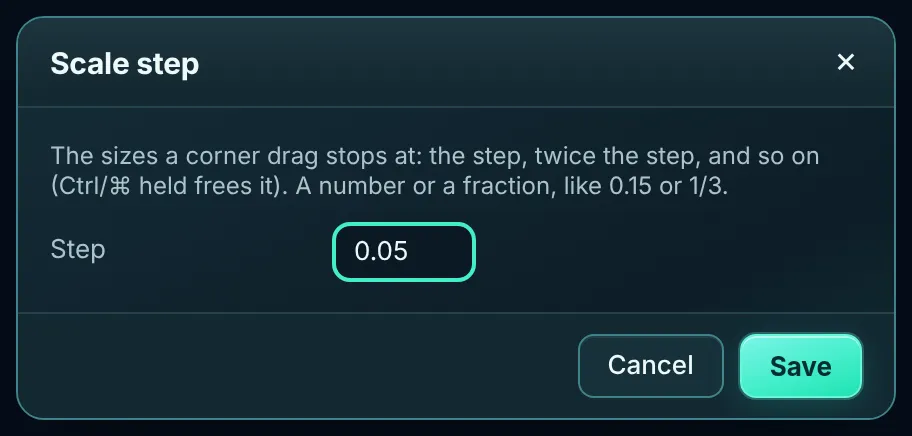 Scale step
✕
The sizes a corner drag stops at: the step, twice the step, and so on
(Ctrl/⌘ held frees it). A number or a fraction, like 0.15 or 1/3.
Step
0.05
Cancel
Save